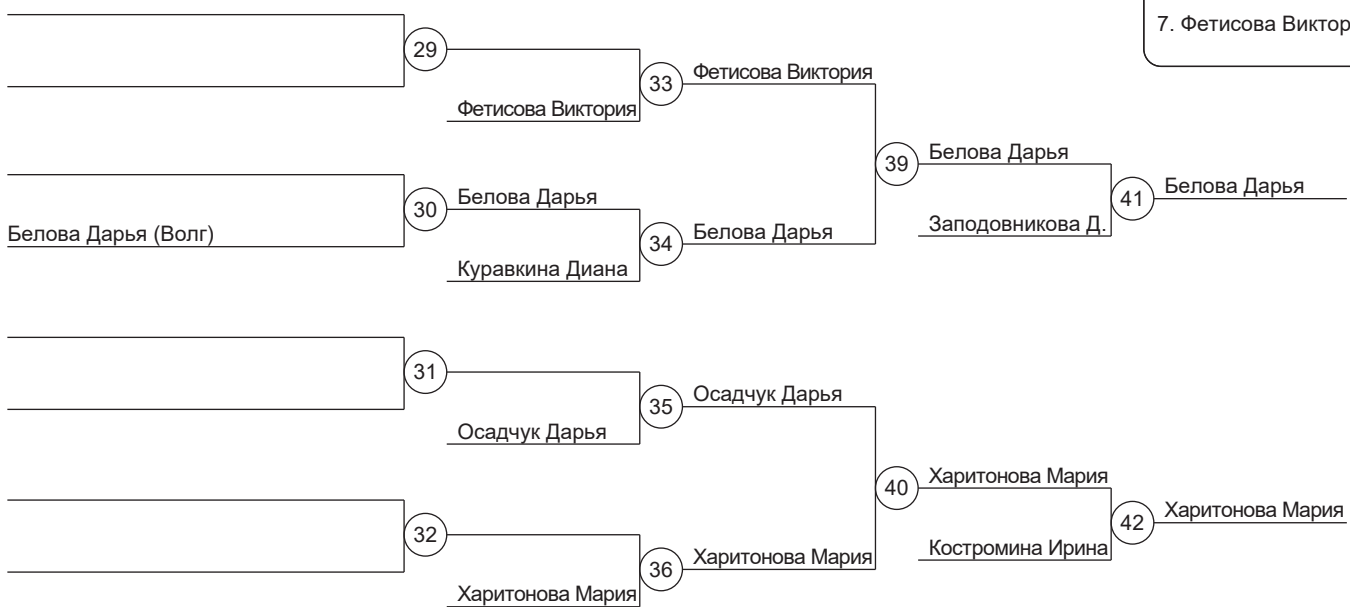 7. Фетисова Виктор
29
33
Фетисова Виктория
Фетисова Виктория
39
Белова Дарья
41
Белова Дарья
30
Белова Дарья
Заподовникова Д.
Белова Дарья (Волг)
34
Белова Дарья
Куравкина Диана
31
35
Осадчук Дарья
Осадчук Дарья
40
Харитонова Мария
42
Харитонова Мария
32
Костромина Ирина
36
Харитонова Мария
Харитонова Мария